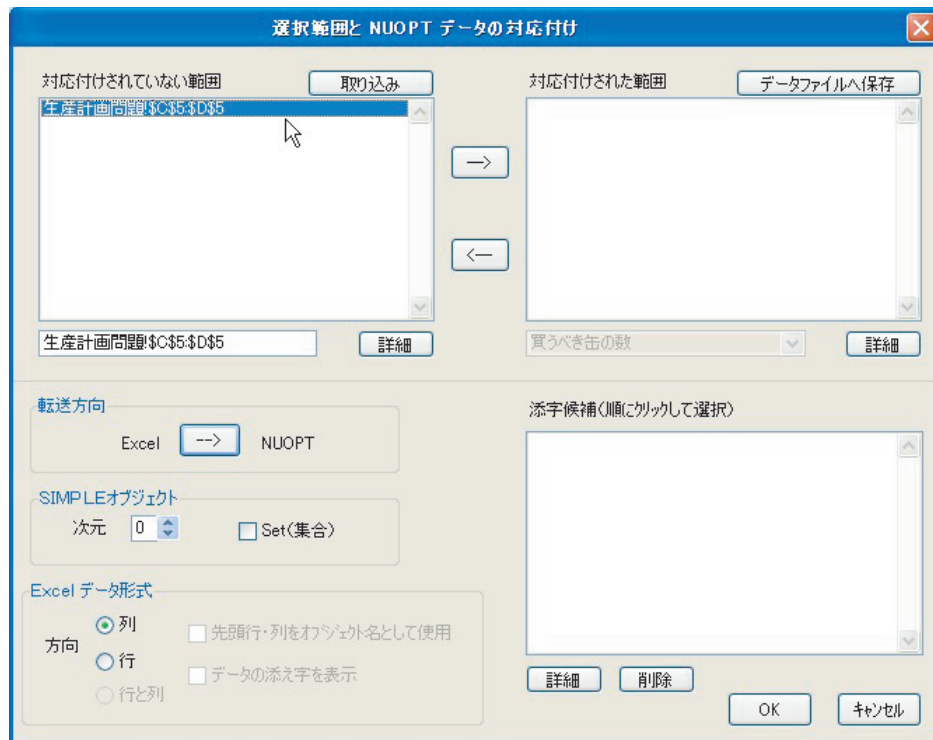 選択範囲と NUOPT データの対応付け
対応付けされていない範囲
取り込み
生産計画問題!$C$5:$D$5
生産計画問題!$C$5:$D$5
詳細
-->
<--
対応付けされた範囲
データファイルへ保存
買うべき缶の数
詳細
転送方向
Excel --> NUOPT
SIMPLEオブジェクト
次元 0 Set(集合)
Excel データ形式
方向
列
行
行と列
先頭行・列をオブジェクト名として使用
データの添え字を表示
添字候補(順にクリックして選択)
詳細 削除
OK キャンセル